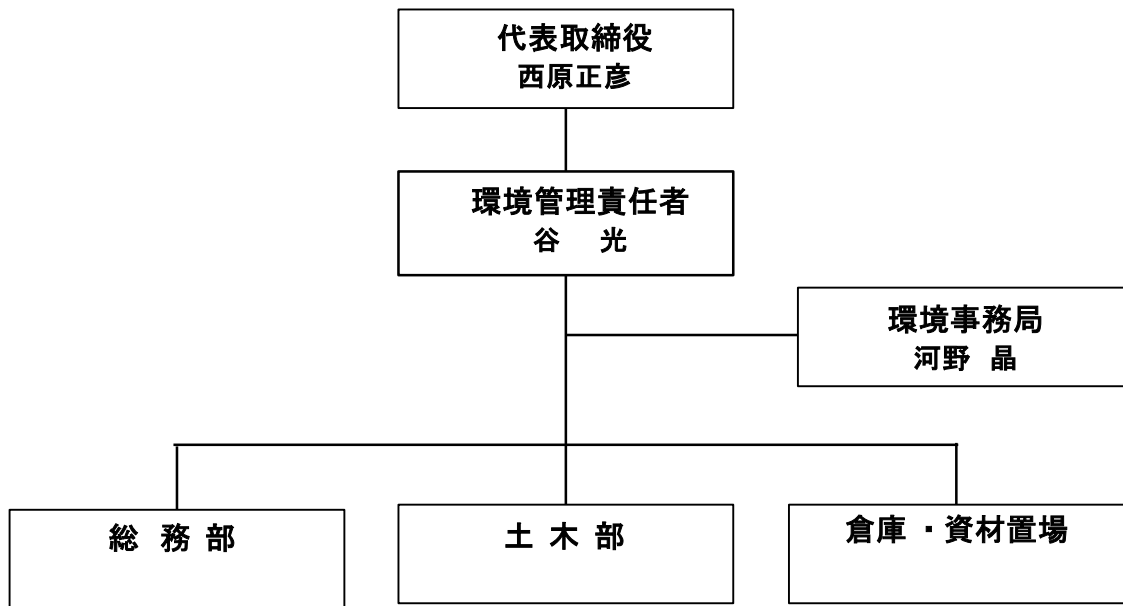 代表取締役
西原正彦
環境管理責任者
谷　光
環境事務局
河野 晶
総 務 部
土 木 部
倉庫・資材置場